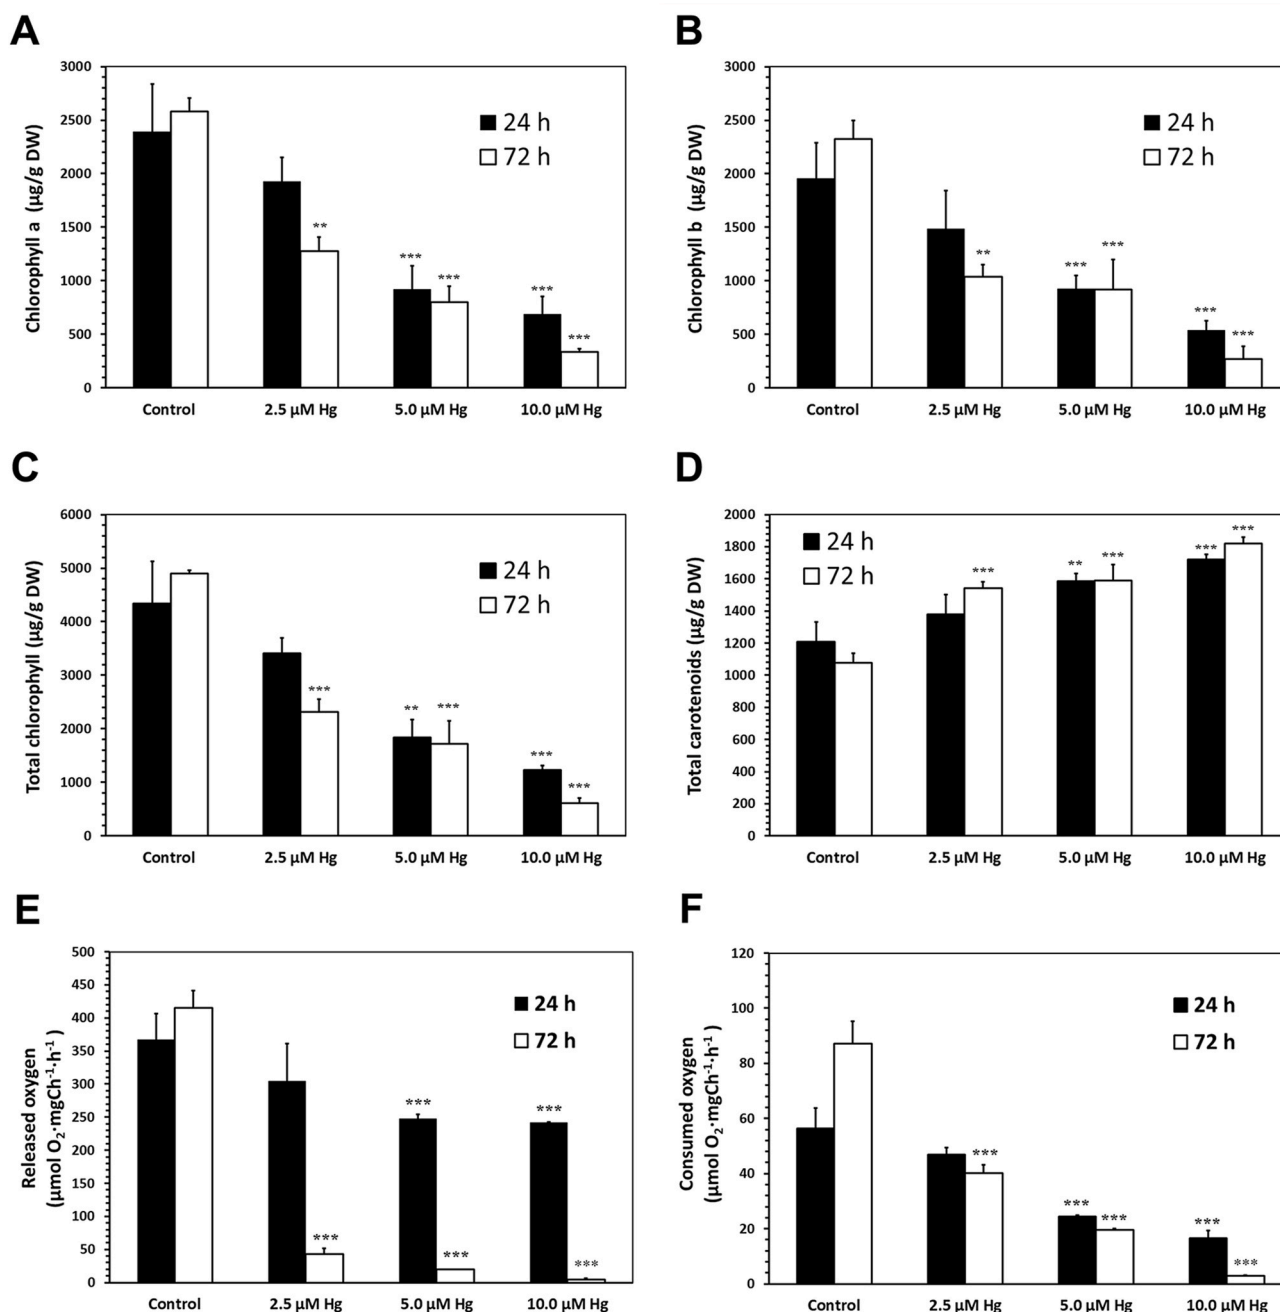 A
Chlorophyll a (µg/g DW)
3000
2500
2000
1500
1000
500
0
24 h
72 h
**
***
***
***
***
Control
2.5 µM Hg
5.0 µM Hg
10.0 µM Hg
B
Chlorophyll b (µg/g DW)
3000
2500
2000
1500
1000
500
0
24 h
72 h
**
***
***
***
***
Control
2.5 µM Hg
5.0 µM Hg
10.0 µM Hg
C
Total chlorophyll (µg/g DW)
6000
5000
4000
3000
2000
1000
0
24 h
72 h
***
**
***
***
***
Control
2.5 µM Hg
5.0 µM Hg
10.0 µM Hg
D
Total carotenoids (µg/g DW)
2000
1800
1600
1400
1200
1000
800
600
400
200
0
24 h
72 h
***
**
***
***
***
Control
2.5 µM Hg
5.0 µM Hg
10.0 µM Hg
E
Released oxygen
(µmol O₂·mgCh⁻¹·h⁻¹ )
500
450
400
350
300
250
200
150
100
50
0
24 h
72 h
***
***
***
***
***
Control
2.5 µM Hg
5.0 µM Hg
10.0 µM Hg
F
Consumed oxygen
(µmol O₂·mgCh⁻¹·h⁻¹ )
120
100
80
60
40
20
0
24 h
72 h
***
***
***
***
***
Control
2.5 µM Hg
5.0 µM Hg
10.0 µM Hg